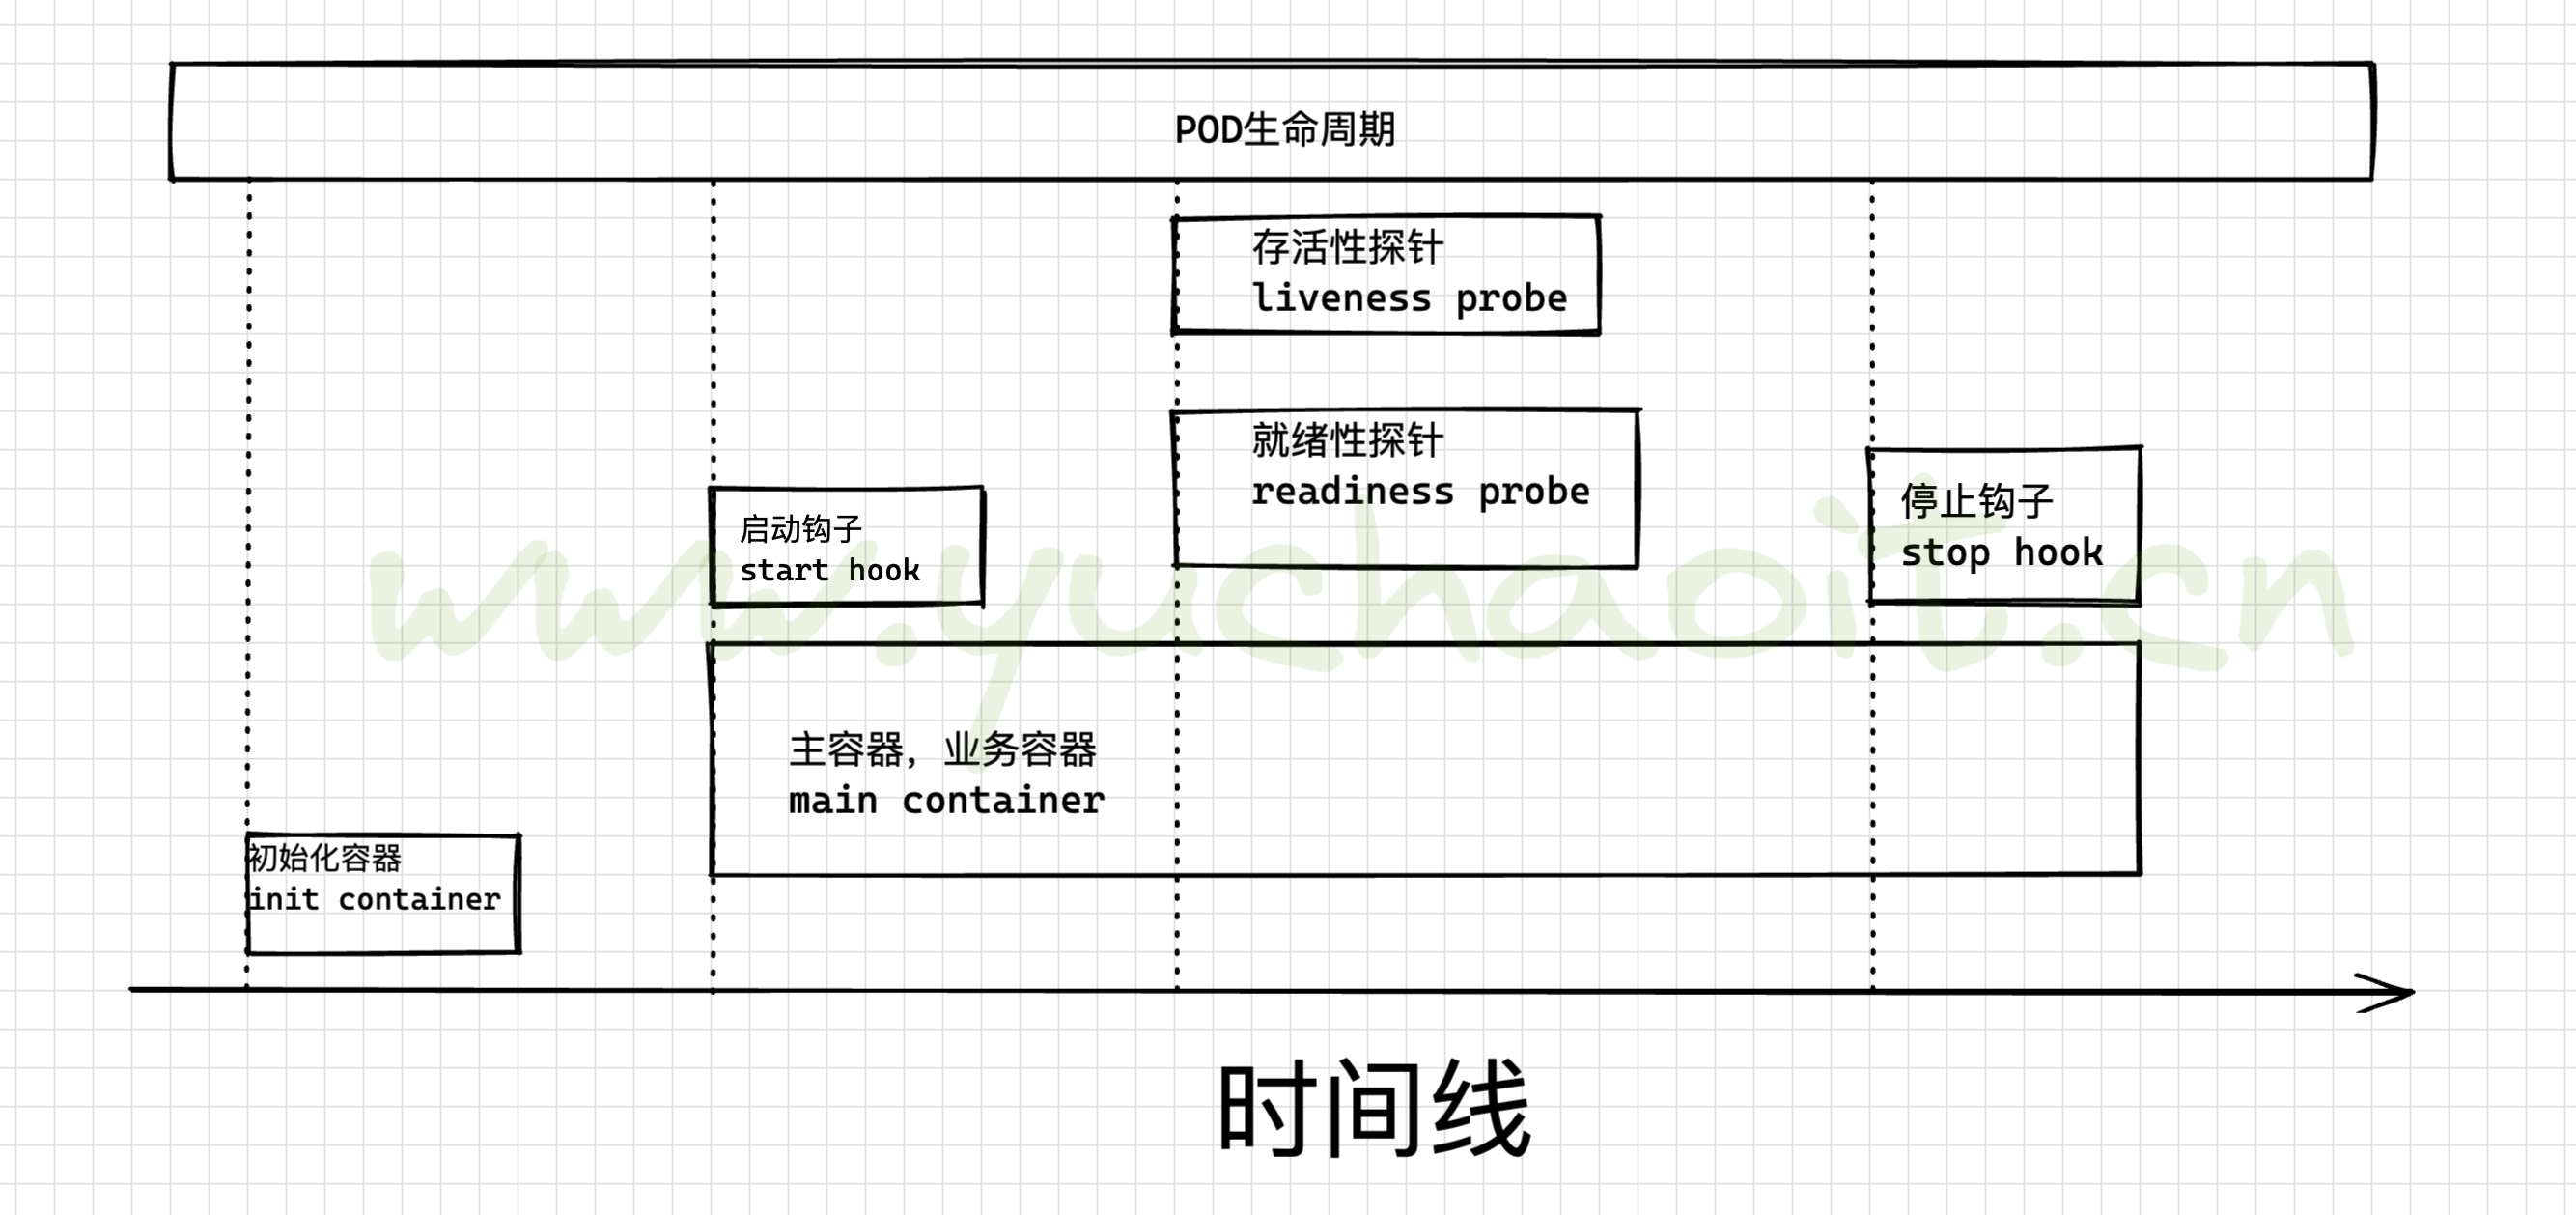 POD生命周期
存活性探针
liveness probe
就绪性探针
readiness probe
启动钩子
start hook
停止钩子
stop hook
www.yuchaoit.cn
主容器，业务容器
main container
初始化容器
init container
时间线